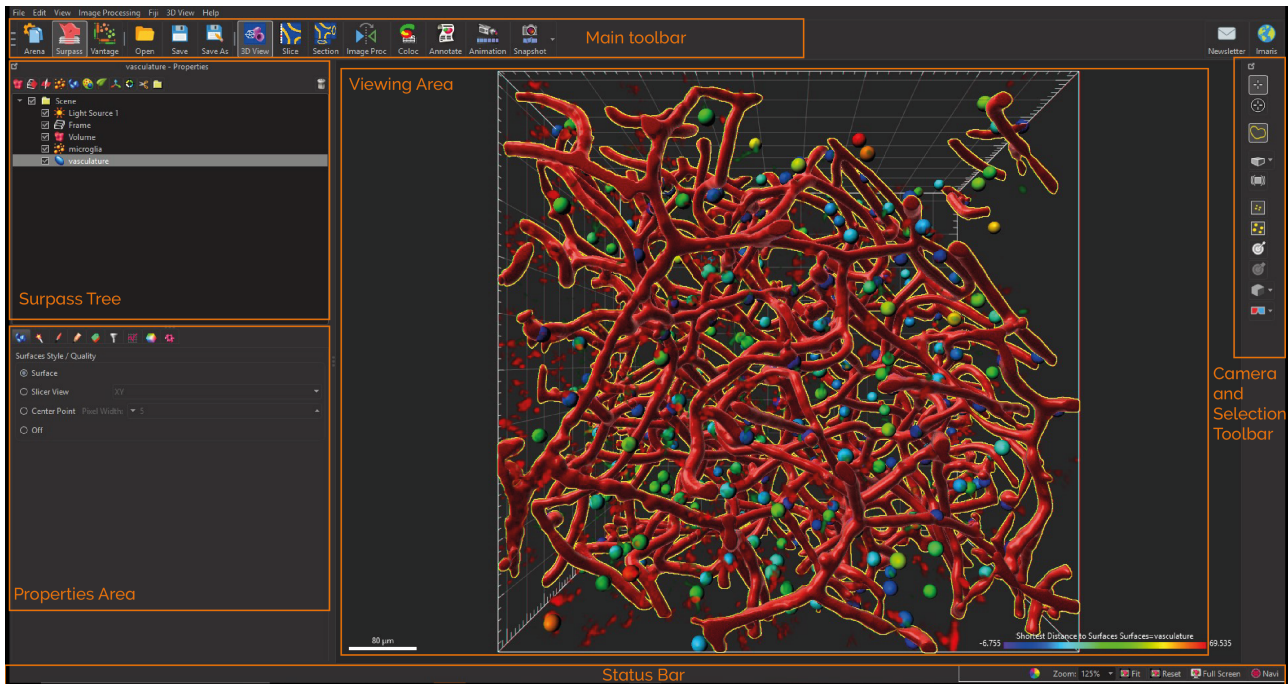 File Edit View Image Processing Fiji 3D View Help
Arena Surpass Vantage Open Save Save As 3D View Slice Section Image Proc Coloc Annotate Animation Snapshot
Main toolbar
Newsletter Imaris
vasculature - Properties
Scene
Light Source 1
Frame
Volume
microglia
vasculature
Surpass Tree
Surfaces Style / Quality
Surface
Slicer View XY
Center Point Pixel Width: 5
Off
Properties Area
Viewing Area
80 µm
Shortest Distance to Surfaces Surfaces=vasculature
-6.755 69.535
Camera
and
Selection
Toolbar
Status Bar
Zoom: 125% Fit Reset Full Screen Navi